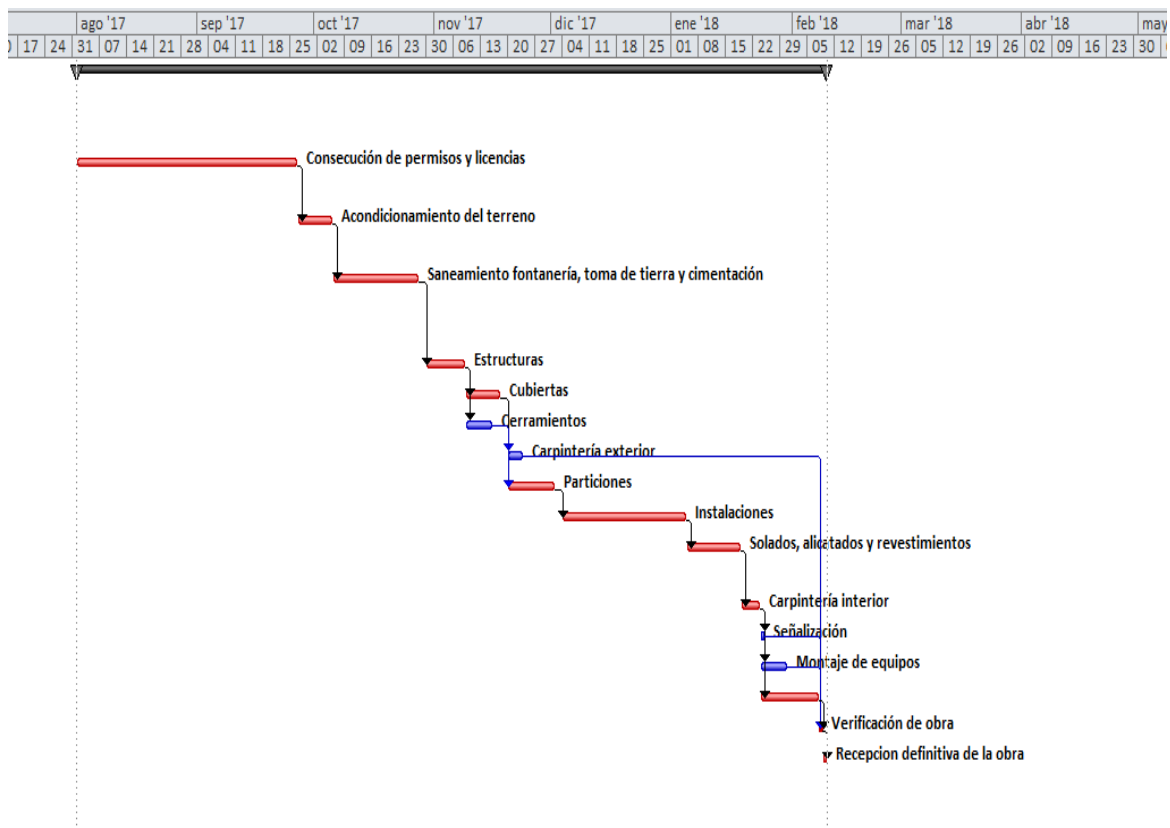 ago '17 sep '17 oct '17 nov '17 dic '17 ene '18 feb '18 mar '18 abr '18 may
17 24 31 07 14 21 28 04 11 18 25 02 09 16 23 30 06 13 20 27 04 11 18 25 01 08 15 22 29 05 12 19 26 05 12 19 26 02 09 16 23 30
Consecución de permisos y licencias
Acondicionamiento del terreno
Saneamiento fontanería, toma de tierra y cimentación
Estructuras
Cubiertas
Cerramientos
Carpintería exterior
Particiones
Instalaciones
Solados, alicatados y revestimientos
Carpintería interior
Señalización
Montaje de equipos
Verificación de obra
Recepcion definitiva de la obra